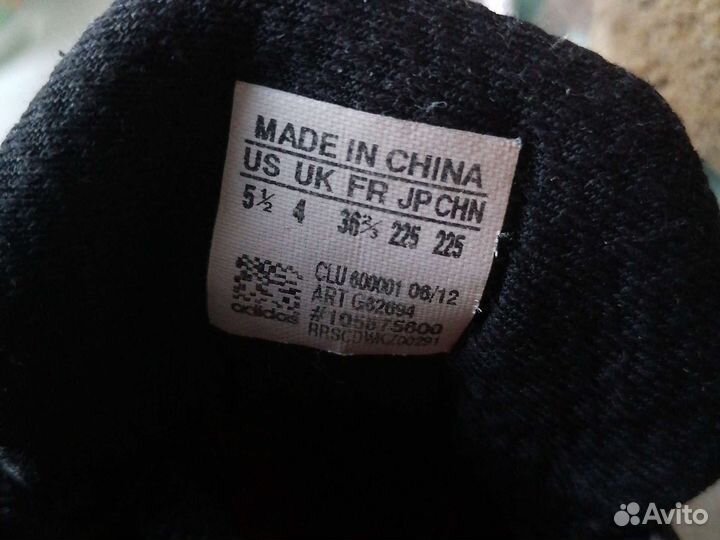 MADE IN CHINA
US UK FR JP CHN
5½ 4 36⅔ 225 225
CLU 600001 06/12
ART G62694
#105875600
RRSCDWKZ00291
adidas
Avito